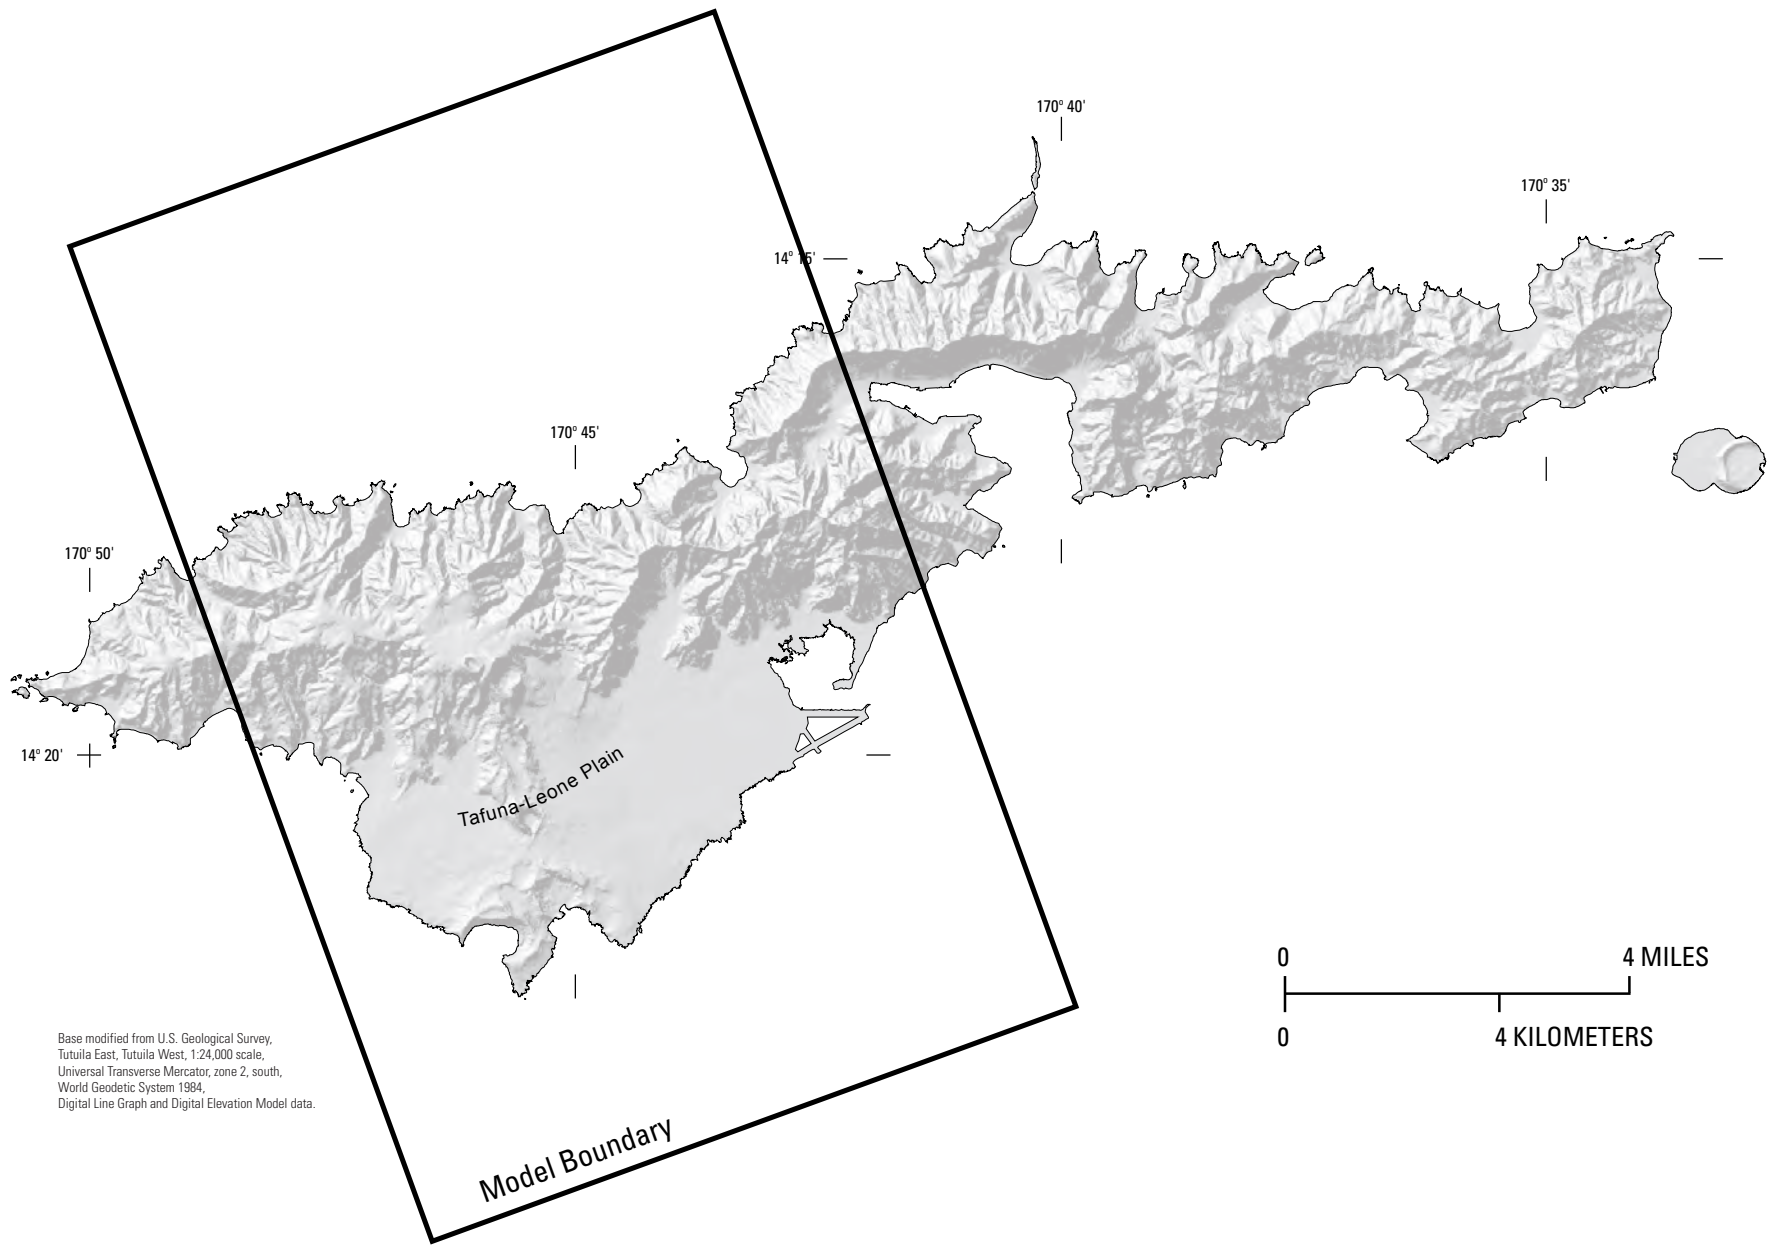 170° 40'
170° 35'
14° 15'
170° 45'
170° 50'
14° 20'
Tafuna-Leone Plain
0 4 MILES
0 4 KILOMETERS
Base modified from U.S. Geological Survey,
Tutuila East, Tutuila West, 1:24,000 scale,
Universal Transverse Mercator, zone 2, south,
World Geodetic System 1984,
Digital Line Graph and Digital Elevation Model data.
Model Boundary